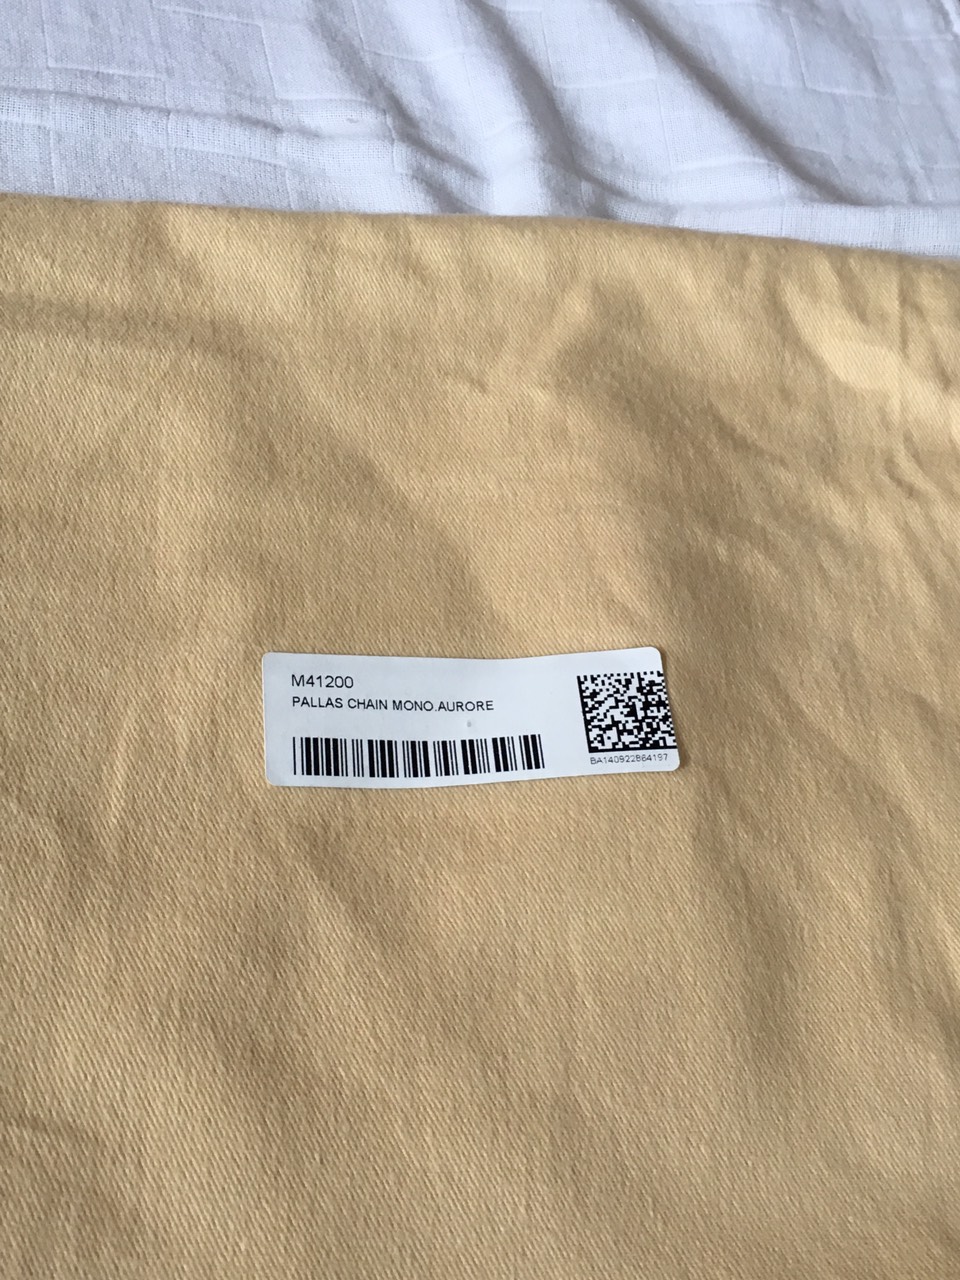 M41200
PALLAS CHAIN MONO.AURORE
BA140922864197